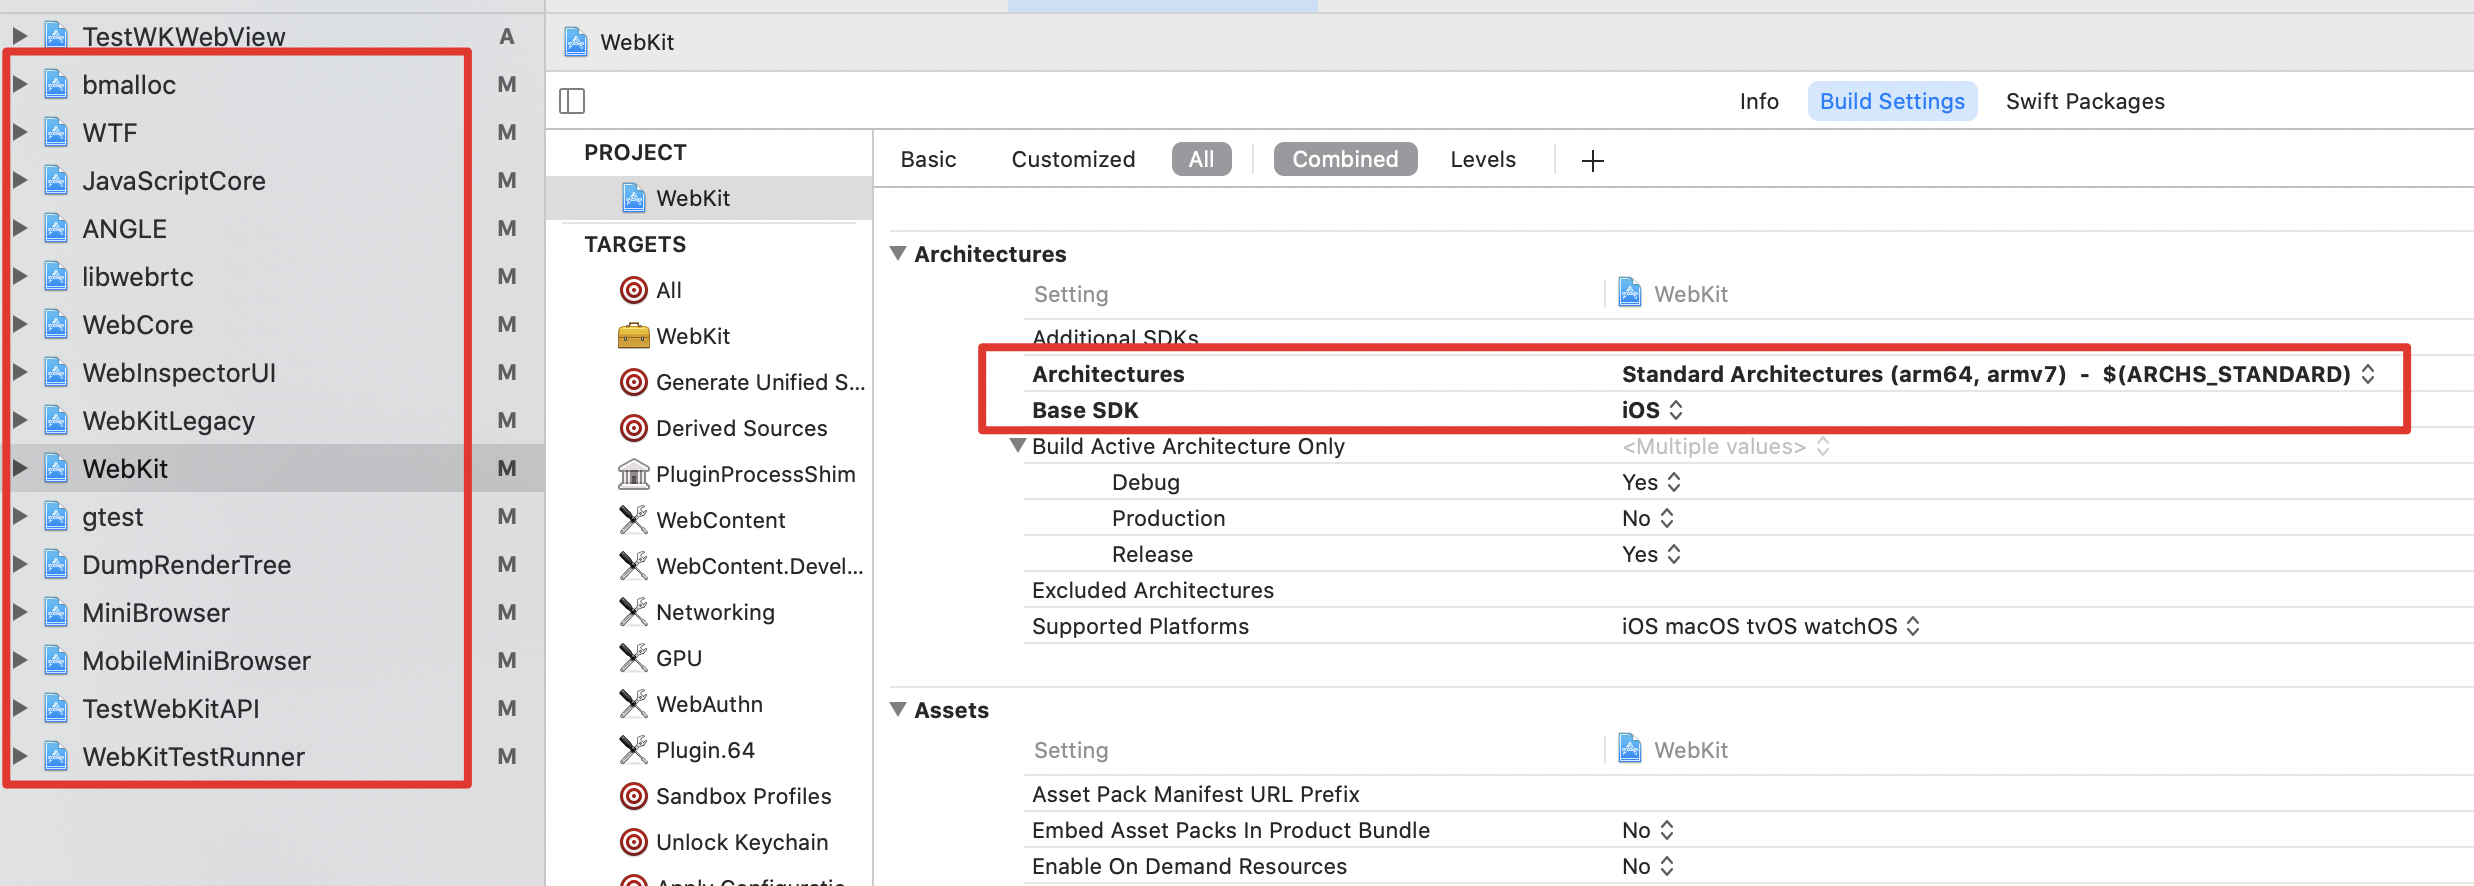 TestWKWebView A
bmalloc M
WTF M
JavaScriptCore M
ANGLE M
libwebrtc M
WebCore M
WebInspectorUI M
WebKitLegacy M
WebKit M
gtest M
DumpRenderTree M
MiniBrowser M
MobileMiniBrowser M
TestWebKitAPI M
WebKitTestRunner M
WebKit
Info Build Settings Swift Packages
PROJECT
WebKit
TARGETS
All
WebKit
Generate Unified S...
Derived Sources
PluginProcessShim
WebContent
WebContent.Devel...
Networking
GPU
WebAuthn
Plugin.64
Sandbox Profiles
Unlock Keychain
Apply Configuratio
Basic Customized All Combined Levels +
Architectures
Setting WebKit
Additional SDKs
Architectures Standard Architectures (arm64, armv7) - $(ARCHS_STANDARD)
Base SDK iOS
Build Active Architecture Only <Multiple values>
Debug Yes
Production No
Release Yes
Excluded Architectures
Supported Platforms iOS macOS tvOS watchOS
Assets
Setting WebKit
Asset Pack Manifest URL Prefix
Embed Asset Packs In Product Bundle No
Enable On Demand Resources No